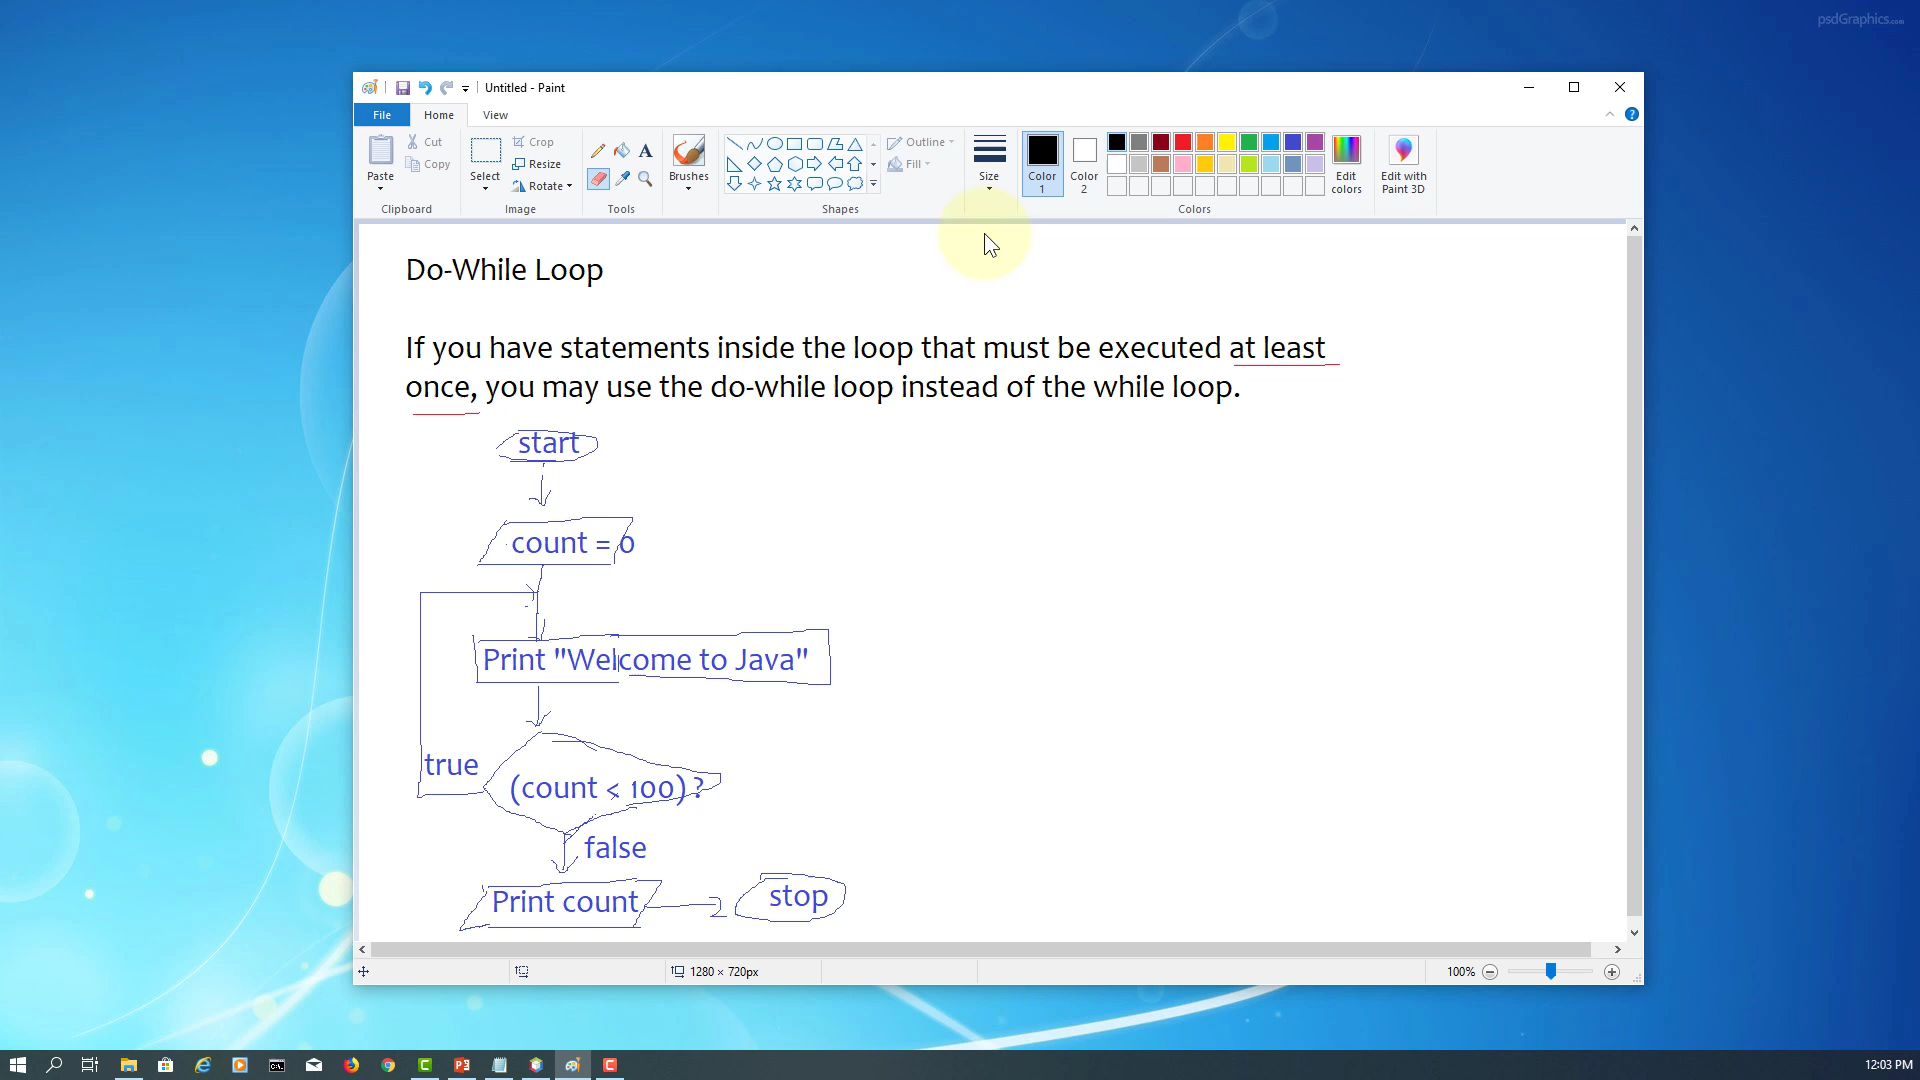 psdGraphics.com
Untitled - Paint
File Home View
Paste
Cut
Copy
Clipboard
Select
Crop
Resize
Rotate
Image
Tools
Brushes
Shapes
Outline
Fill
Size
Color 1
Color 2
Colors
Edit colors
Edit with Paint 3D
Do-While Loop
If you have statements inside the loop that must be executed at least
once, you may use the do-while loop instead of the while loop.
start
count = 0
Print "Welcome to Java"
true
(count < 100) ?
false
Print count
stop
1280 × 720px
100%
12:03 PM